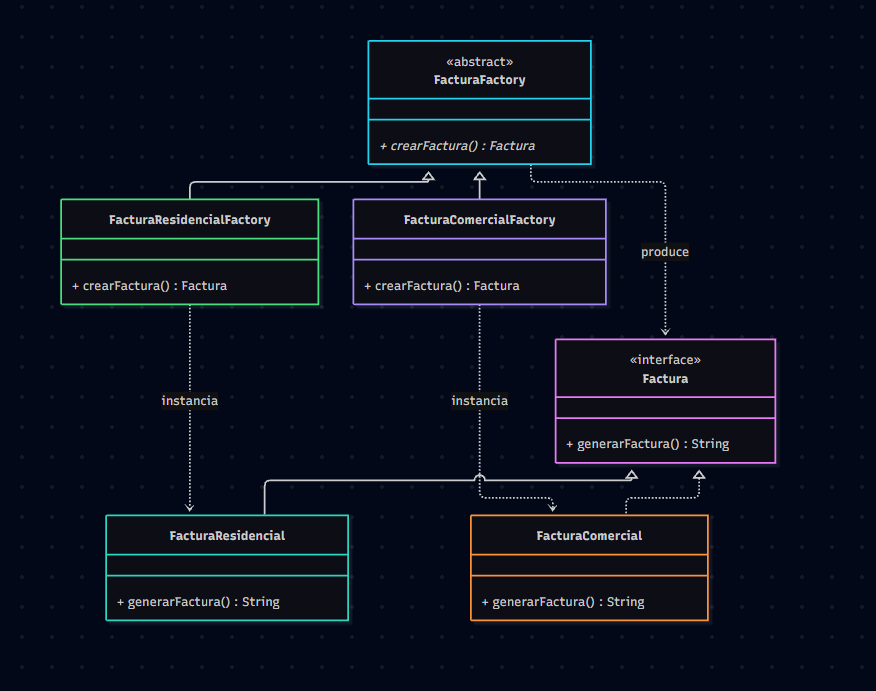 «abstract»
FacturaFactory
+ crearFactura() : Factura
FacturaResidencialFactory
+ crearFactura() : Factura
FacturaComercialFactory
+ crearFactura() : Factura
produce
«interface»
Factura
+ generarFactura() : String
instancia
instancia
FacturaResidencial
+ generarFactura() : String
FacturaComercial
+ generarFactura() : String